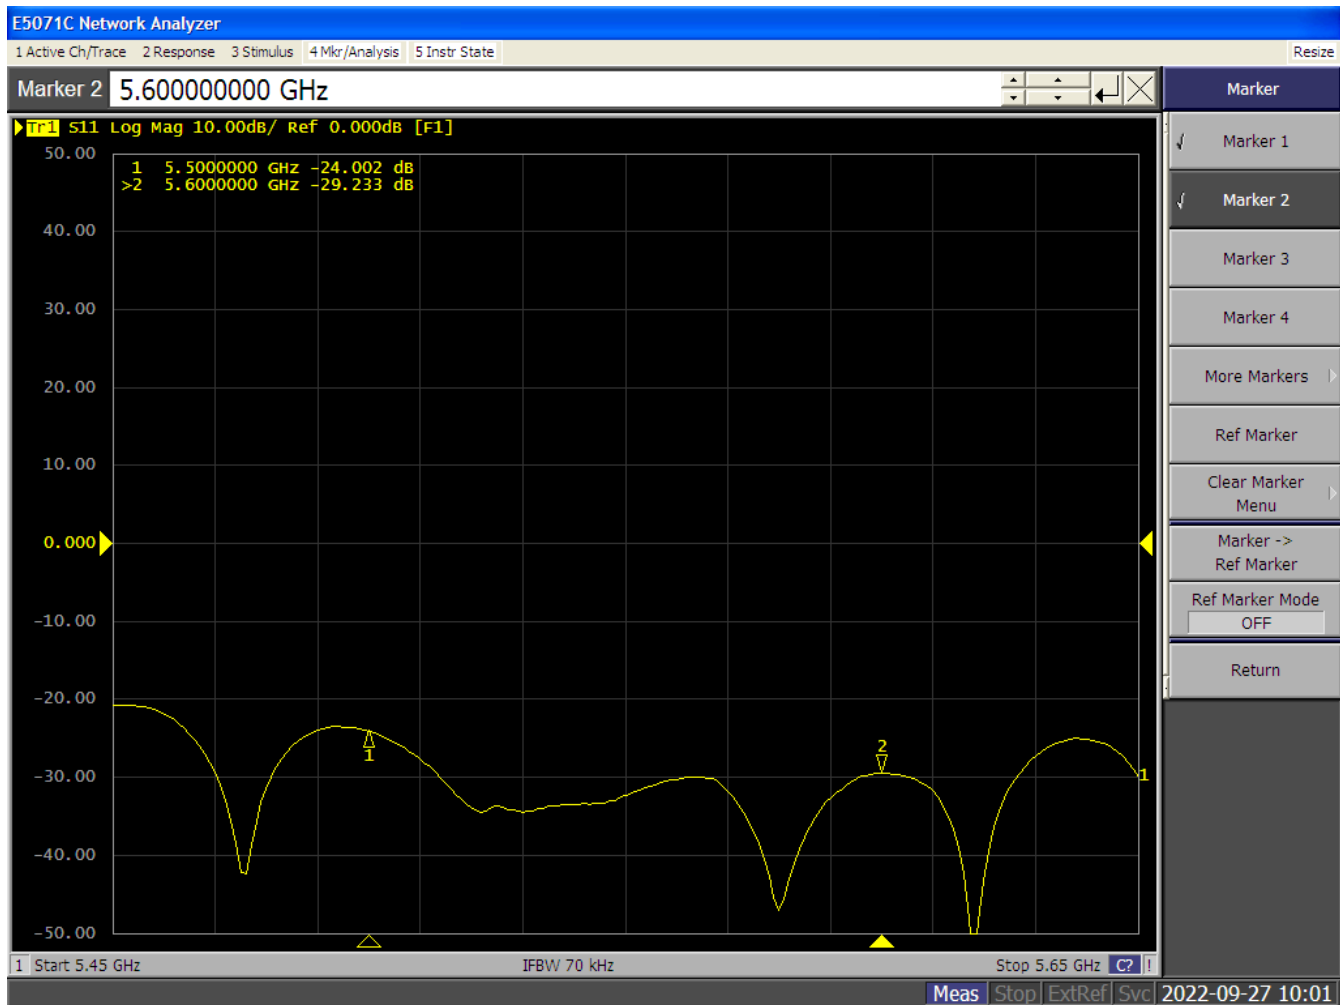 E5071C Network Analyzer
1 Active Ch/Trace 2 Response 3 Stimulus 4 Mkr/Analysis 5 Instr State Resize
Marker 2 5.600000000 GHz
Marker
Tr1 S11 Log Mag 10.00dB/ Ref 0.000dB [F1]
1 5.5000000 GHz -24.002 dB
>2 5.6000000 GHz -29.233 dB
50.00
40.00
30.00
20.00
10.00
0.000
-10.00
-20.00
-30.00
-40.00
-50.00
1
2
1
Marker 1
Marker 2
Marker 3
Marker 4
More Markers
Ref Marker
Clear Marker
Menu
Marker ->
Ref Marker
Ref Marker Mode
OFF
Return
1 Start 5.45 GHz IFBW 70 kHz Stop 5.65 GHz C? !
Meas Stop ExtRef Svc 2022-09-27 10:01